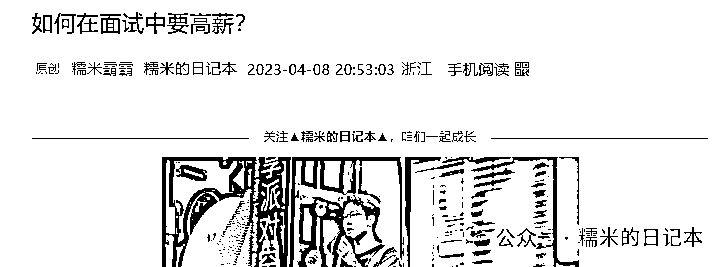 如何在面试中要高薪?
原创 糯米霸霸 糯米的日记本 2023-04-08 20:53:03 浙江 手机阅读
关注▲糯米的日记本▲，咱们一起成长
派对
公众号 · 糯米的日记本